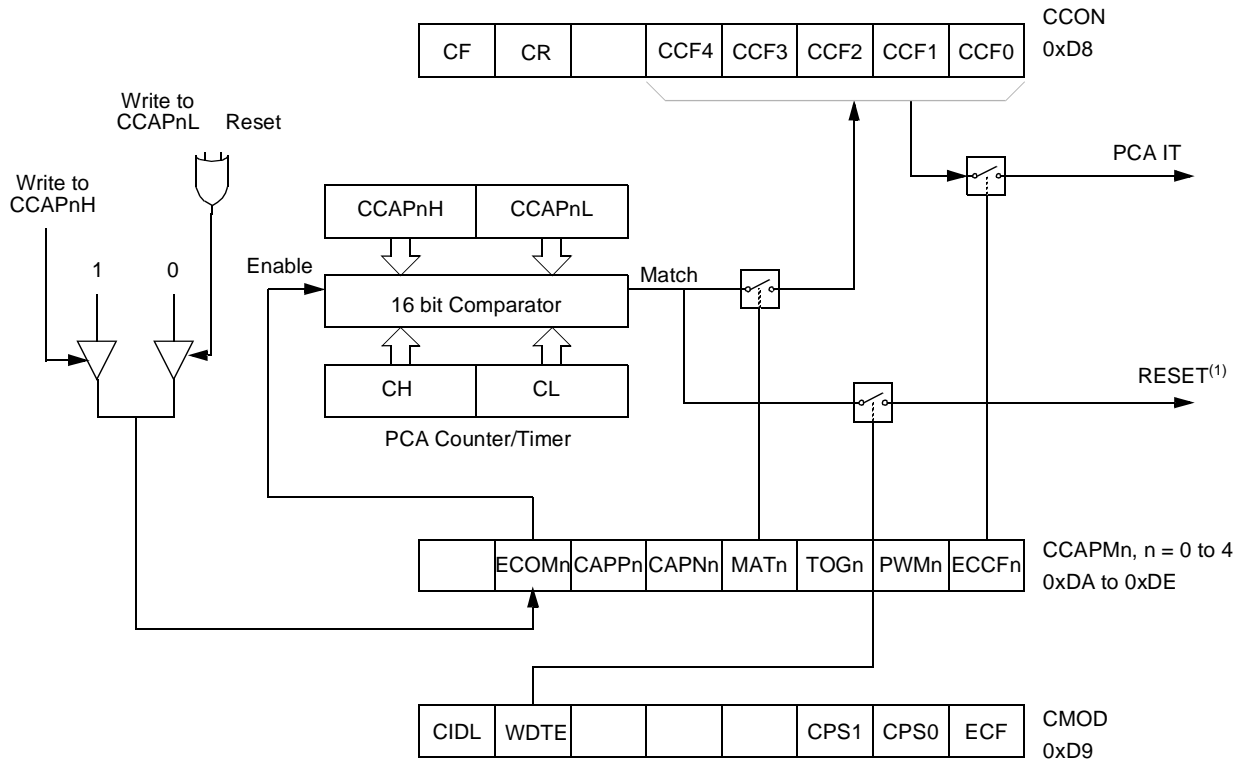 CCON
0xD8
CF CR CCF4 CCF3 CCF2 CCF1 CCF0
Write to
CCAPnL Reset
Write to
CCAPnH
PCA IT
CCAPnH CCAPnL
1 0
Enable
16 bit Comparator
Match
CH CL
PCA Counter/Timer
RESET(1)
ECOMn CAPPn CAPNn MATn TOGn PWMn ECCFn
CCAPMn, n = 0 to 4
0xDA to 0xDE
CIDL WDTE CPS1 CPS0 ECF
CMOD
0xD9